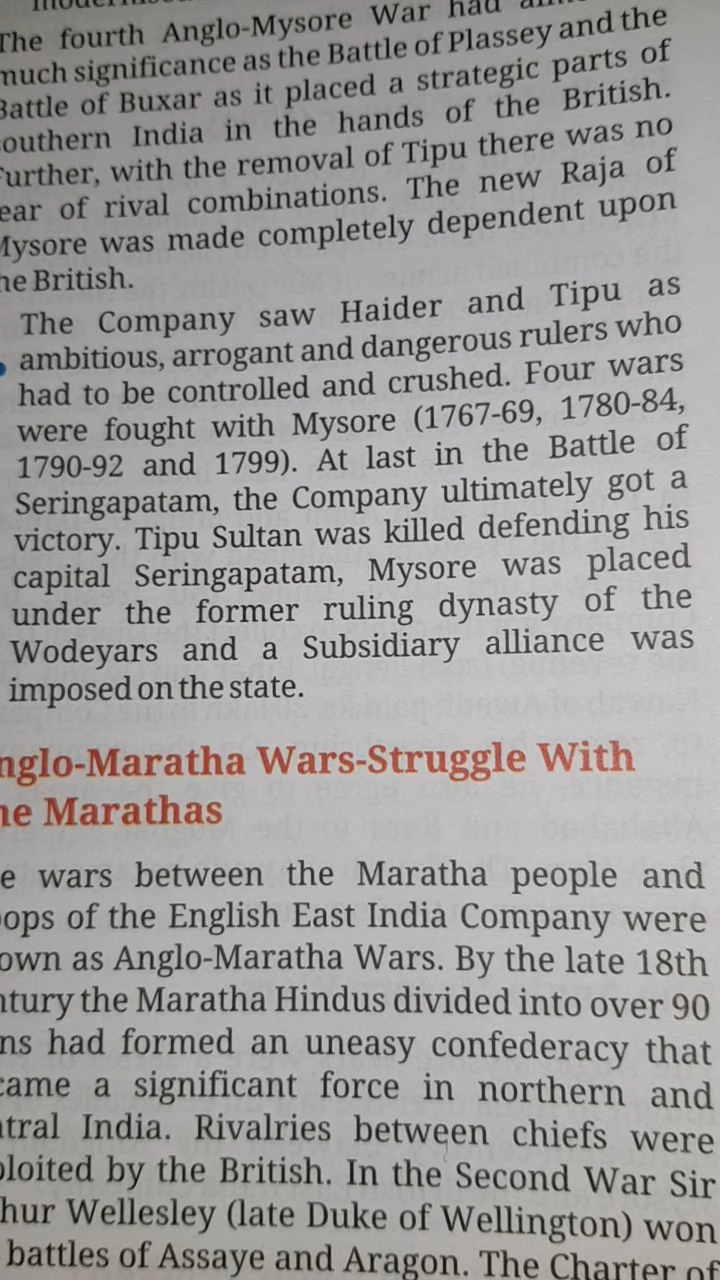 The fourth Anglo-Mysore War had
much significance as the Battle of Plassey and the
Battle of Buxar as it placed a strategic parts of
outhern India in the hands of the British.
Further, with the removal of Tipu there was no
ear of rival combinations. The new Raja of
Mysore was made completely dependent upon
he British.
The Company saw Haider and Tipu as
ambitious, arrogant and dangerous rulers who
had to be controlled and crushed. Four wars
were fought with Mysore (1767-69, 1780-84,
1790-92 and 1799). At last in the Battle of
Seringapatam, the Company ultimately got a
victory. Tipu Sultan was killed defending his
capital Seringapatam, Mysore was placed
under the former ruling dynasty of the
Wodeyars and a Subsidiary alliance was
imposed on the state.
nglo-Maratha Wars-Struggle With
he Marathas
e wars between the Maratha people and
oops of the English East India Company were
own as Anglo-Maratha Wars. By the late 18th
ntury the Maratha Hindus divided into over 90
ns had formed an uneasy confederacy that
came a significant force in northern and
ntral India. Rivalries between chiefs were
ploited by the British. In the Second War Sir
hur Wellesley (late Duke of Wellington) won
battles of Assaye and Aragon. The Charter of